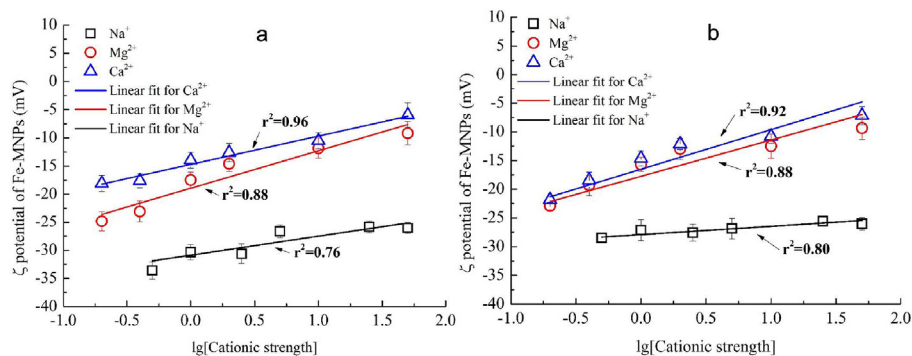 a
Na+
Mg2+
Ca2+
Linear fit for Ca2+
Linear fit for Mg2+
Linear fit for Na+
r2=0.96
r2=0.88
r2=0.76
20
15
10
5
0
-5
-10
-15
-20
-25
-30
-35
-40
-1.0 -0.5 0.0 0.5 1.0 1.5 2.0
lg[Cationic strength]
ζ potential of Fe-MNPs (mV)
b
Na+
Mg2+
Ca2+
Linear fit for Ca2+
Linear fit for Mg2+
Linear fit for Na+
r2=0.92
r2=0.88
r2=0.80
20
15
10
5
0
-5
-10
-15
-20
-25
-30
-35
-40
-1.0 -0.5 0.0 0.5 1.0 1.5 2.0
lg[Cationic strength]
ζ potential of Fe-MNPs (mV)